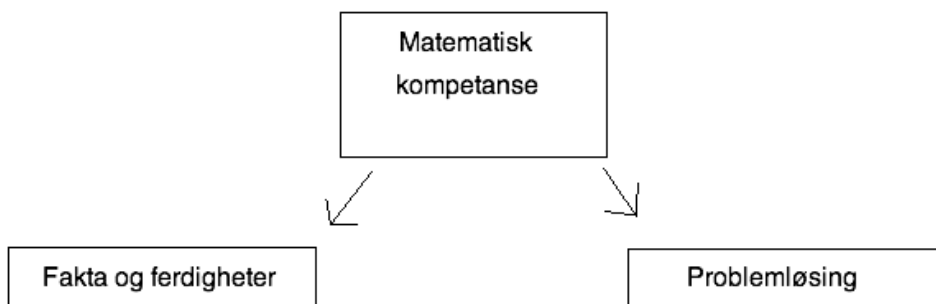 Matematisk
kompetanse
Fakta og ferdigheter
Problemløsing